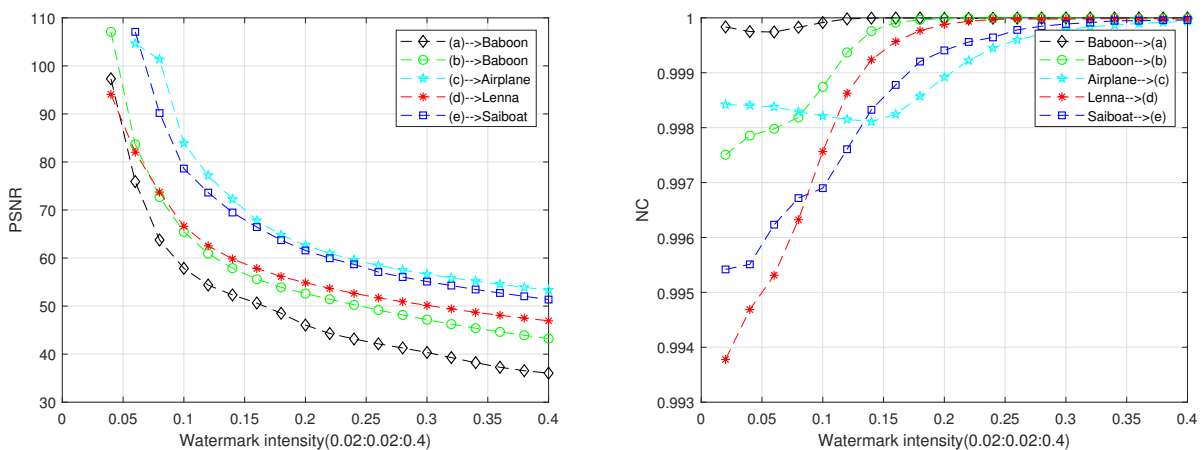 PSNR
110
100
90
80
70
60
50
40
30
0
0.05
0.1
0.15
0.2
0.25
0.3
0.35
0.4
Watermark intensity(0.02:0.02:0.4)
(a)-->Baboon
(b)-->Baboon
(c)-->Airplane
(d)-->Lenna
(e)-->Saiboat
NC
1
0.999
0.998
0.997
0.996
0.995
0.994
0.993
0
0.05
0.1
0.15
0.2
0.25
0.3
0.35
0.4
Watermark intensity(0.02:0.02:0.4)
Baboon-->(a)
Baboon-->(b)
Airplane-->(c)
Lenna-->(d)
Saiboat-->(e)